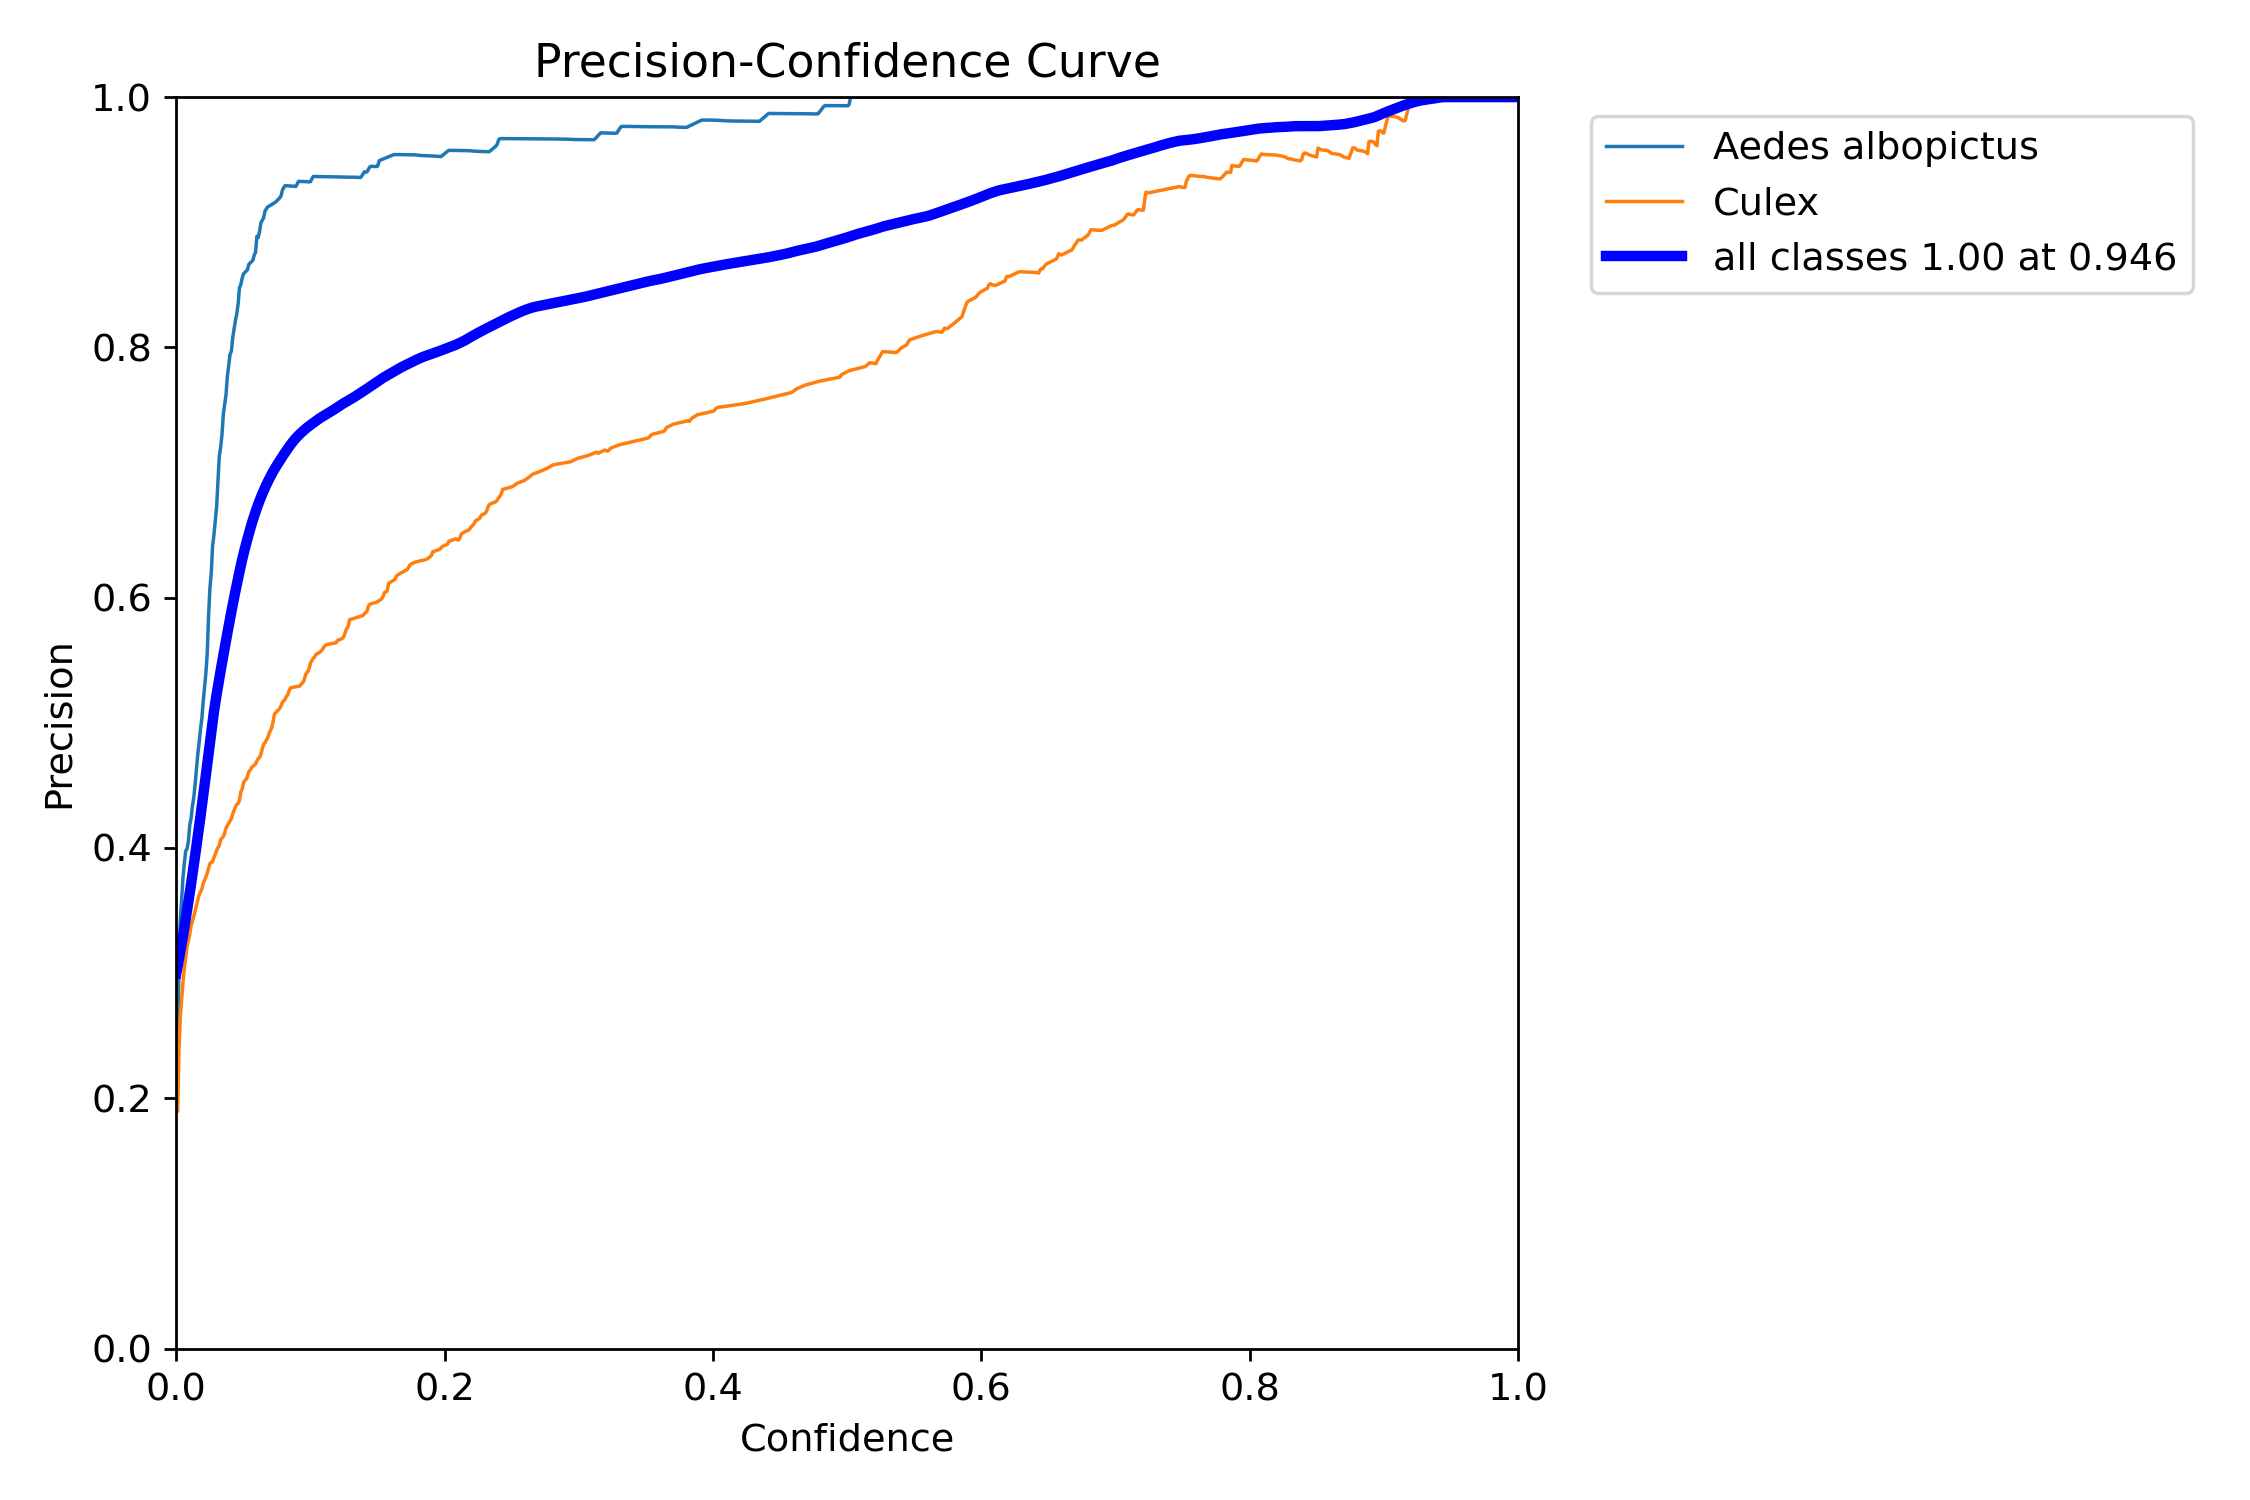 Precision-Confidence Curve
1.0
0.8
0.6
0.4
0.2
0.0
Precision
0.0 0.2 0.4 0.6 0.8 1.0
Confidence
Aedes albopictus
Culex
all classes 1.00 at 0.946